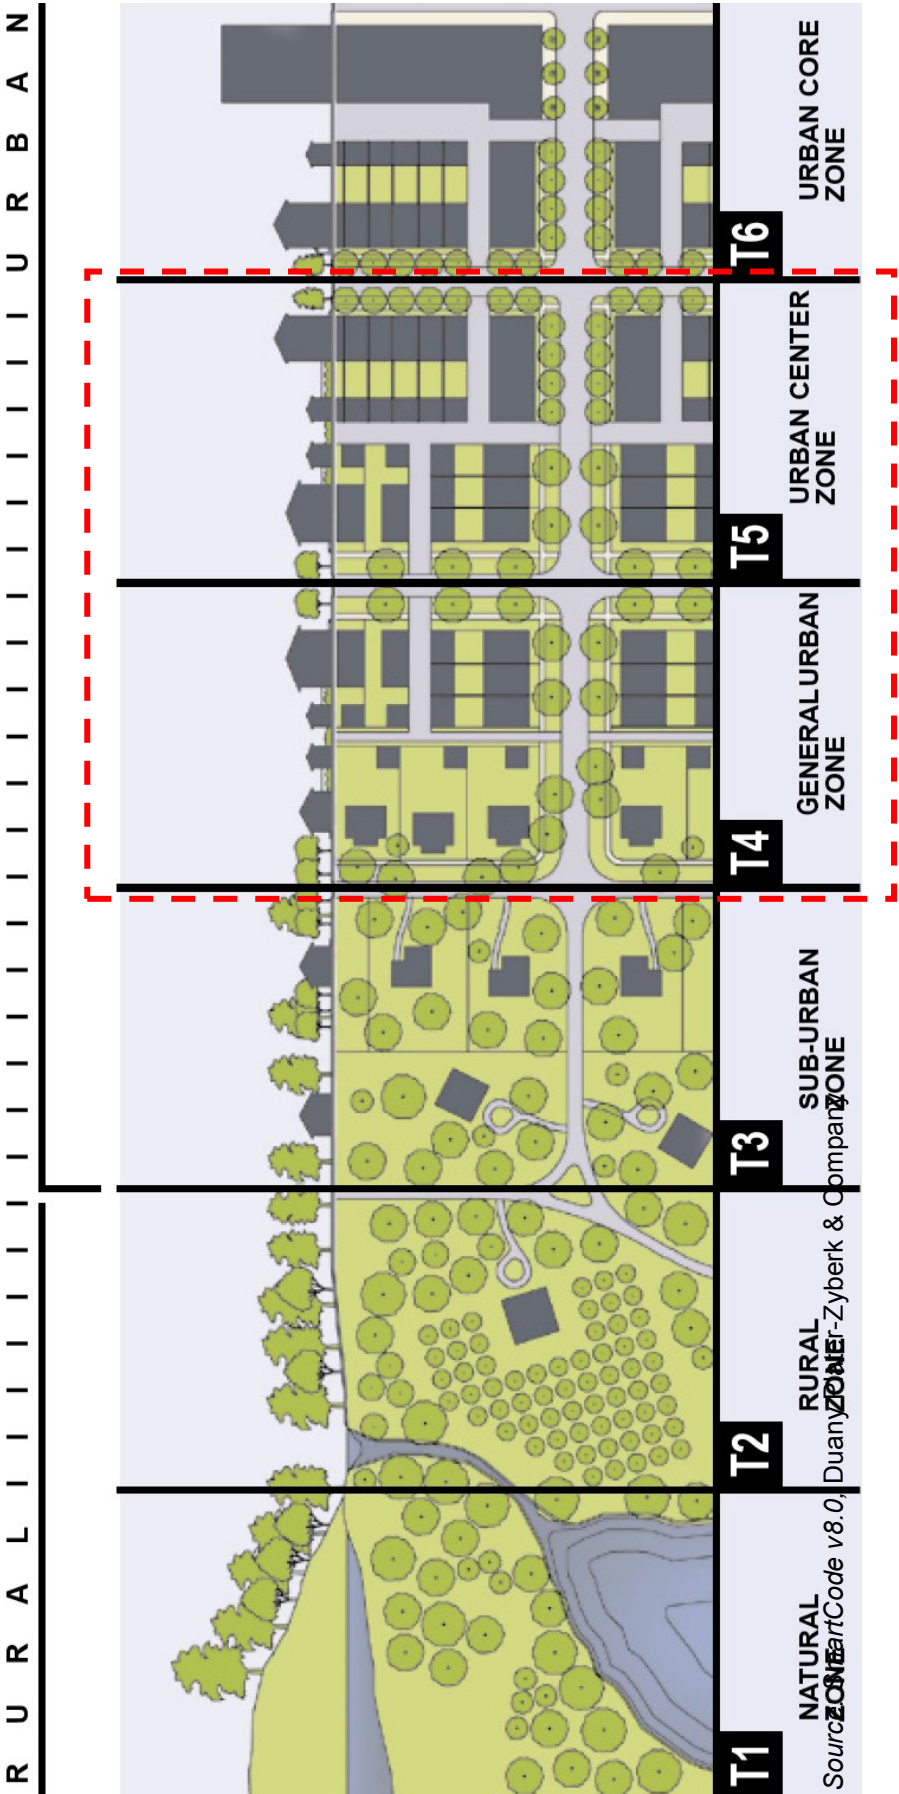 RURAL I I I I I I I I I I I I I I I I I I I I I I I I I I I I URBAN
T1
NATURAL
ZONE
T2
RURAL
ZONE
T3
SUB-URBAN
ZONE
T4
GENERAL URBAN
ZONE
T5
URBAN CENTER
ZONE
T6
URBAN CORE
ZONE
Source: SmartCode v8.0, Duany Plater-Zyberk & Company